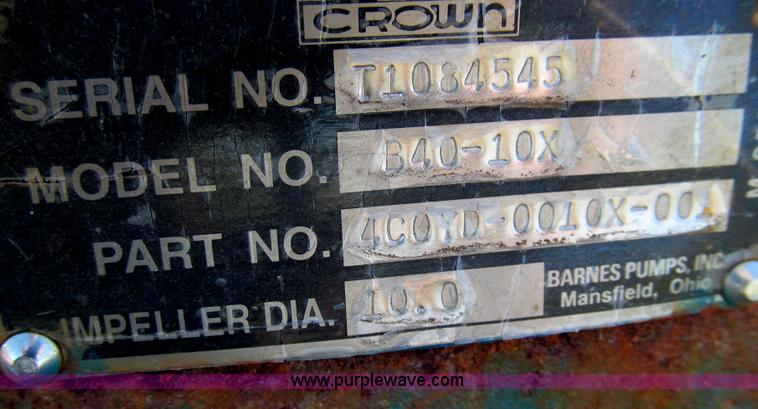 CROWN
SERIAL NO. T1084545
MODEL NO. B40-10X
PART NO. 4C0YD-0010X-001
IMPELLER DIA. 10.0
BARNES PUMPS, INC
Mansfield, Ohio
www.purplewave.com